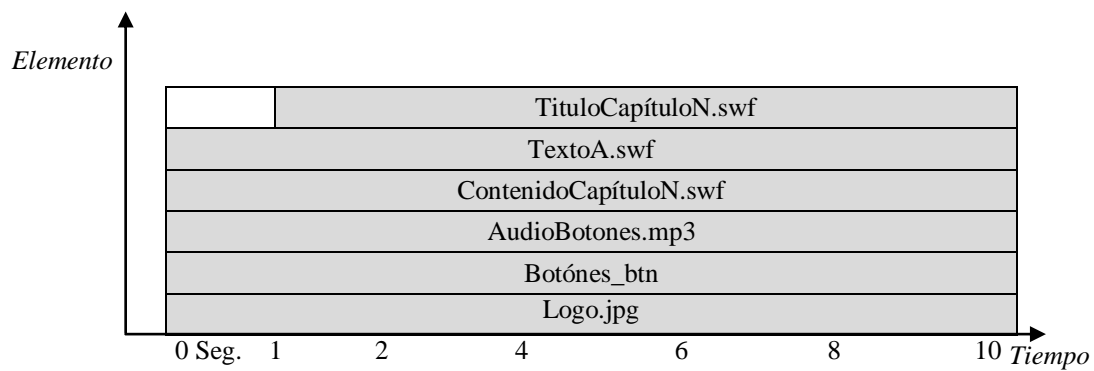 Elemento
TituloCapítuloN.swf
TextoA.swf
ContenidoCapítuloN.swf
AudioBotones.mp3
Botónes_btn
Logo.jpg
0 Seg. 1 2 4 6 8 10 Tiempo